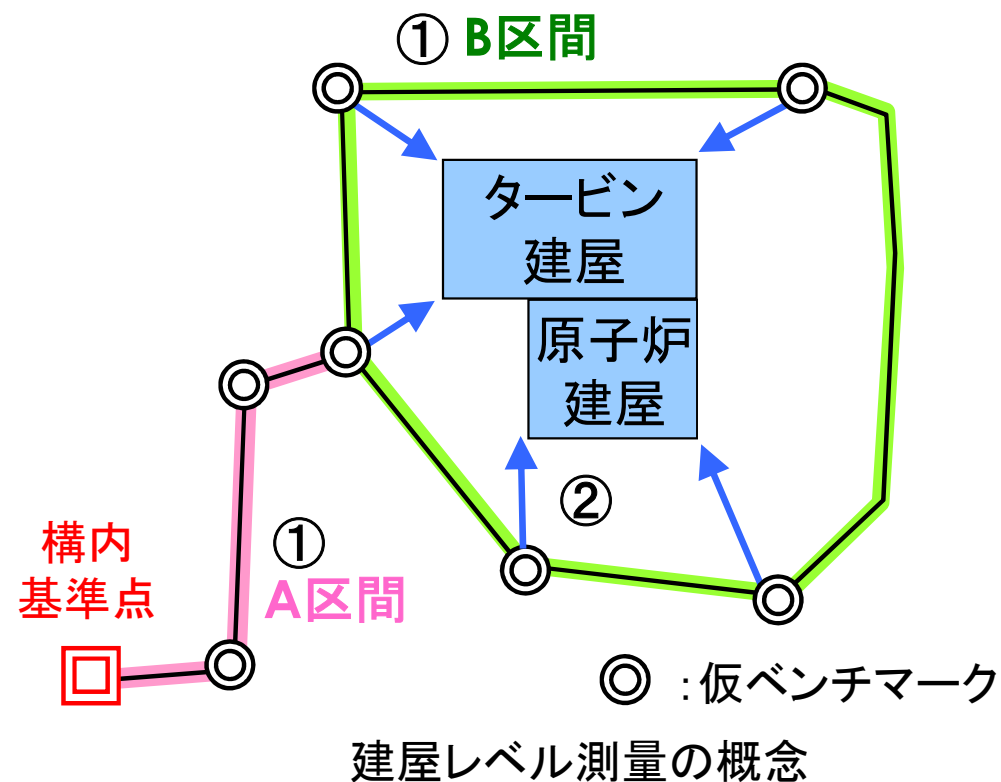 ① B区間
タービン
建屋
原子炉
建屋
②
①
A区間
構内
基準点
:仮ベンチマーク
建屋レベル測量の概念